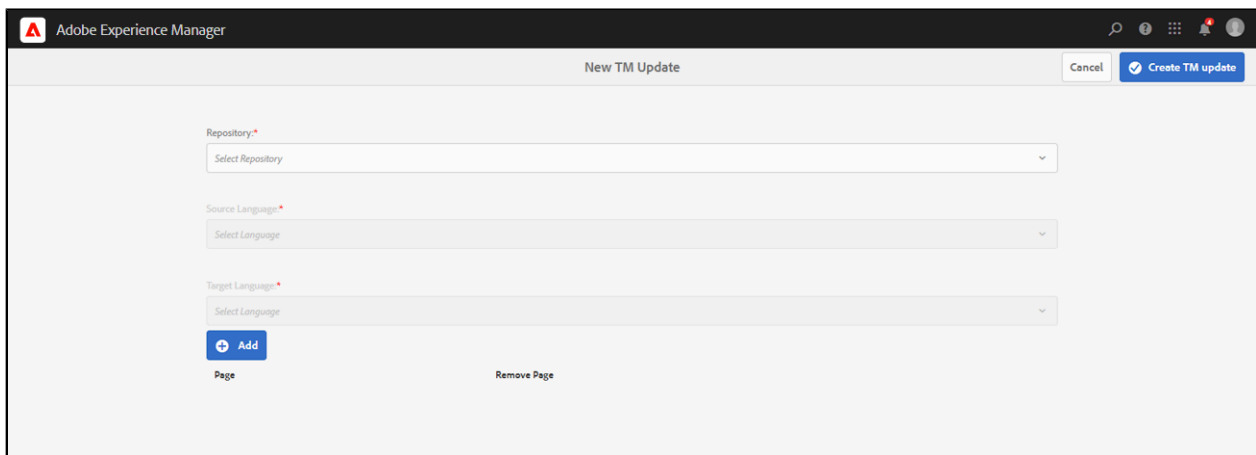 Adobe Experience Manager
4
New TM Update
Cancel
Create TM update
Repository:*
Select Repository
Source Language:*
Select Language
Target Language:*
Select Language
Add
Page Remove Page